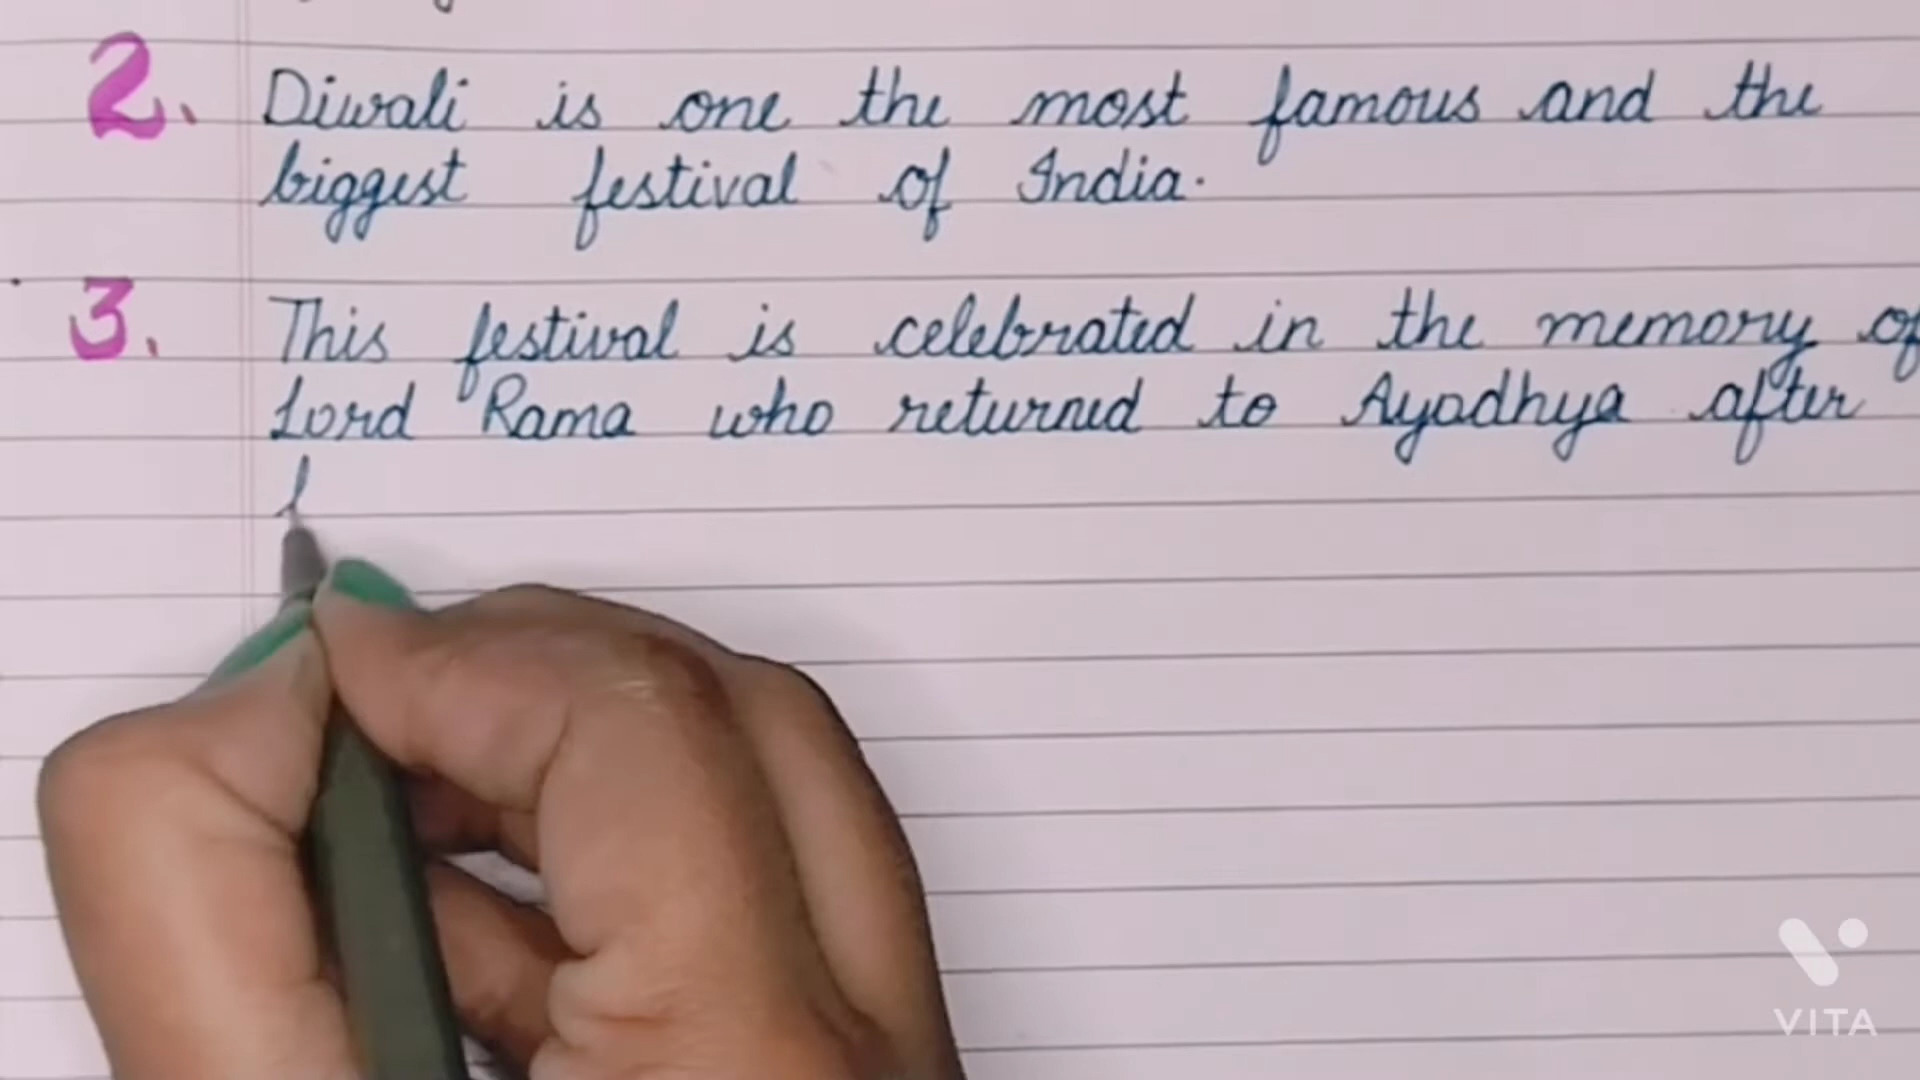 2. Diwali is one the most famous and the
biggest festival of India.
3. This festival is celebrated in the memory of
Lord Rama who returned to Ayodhya after
VITA